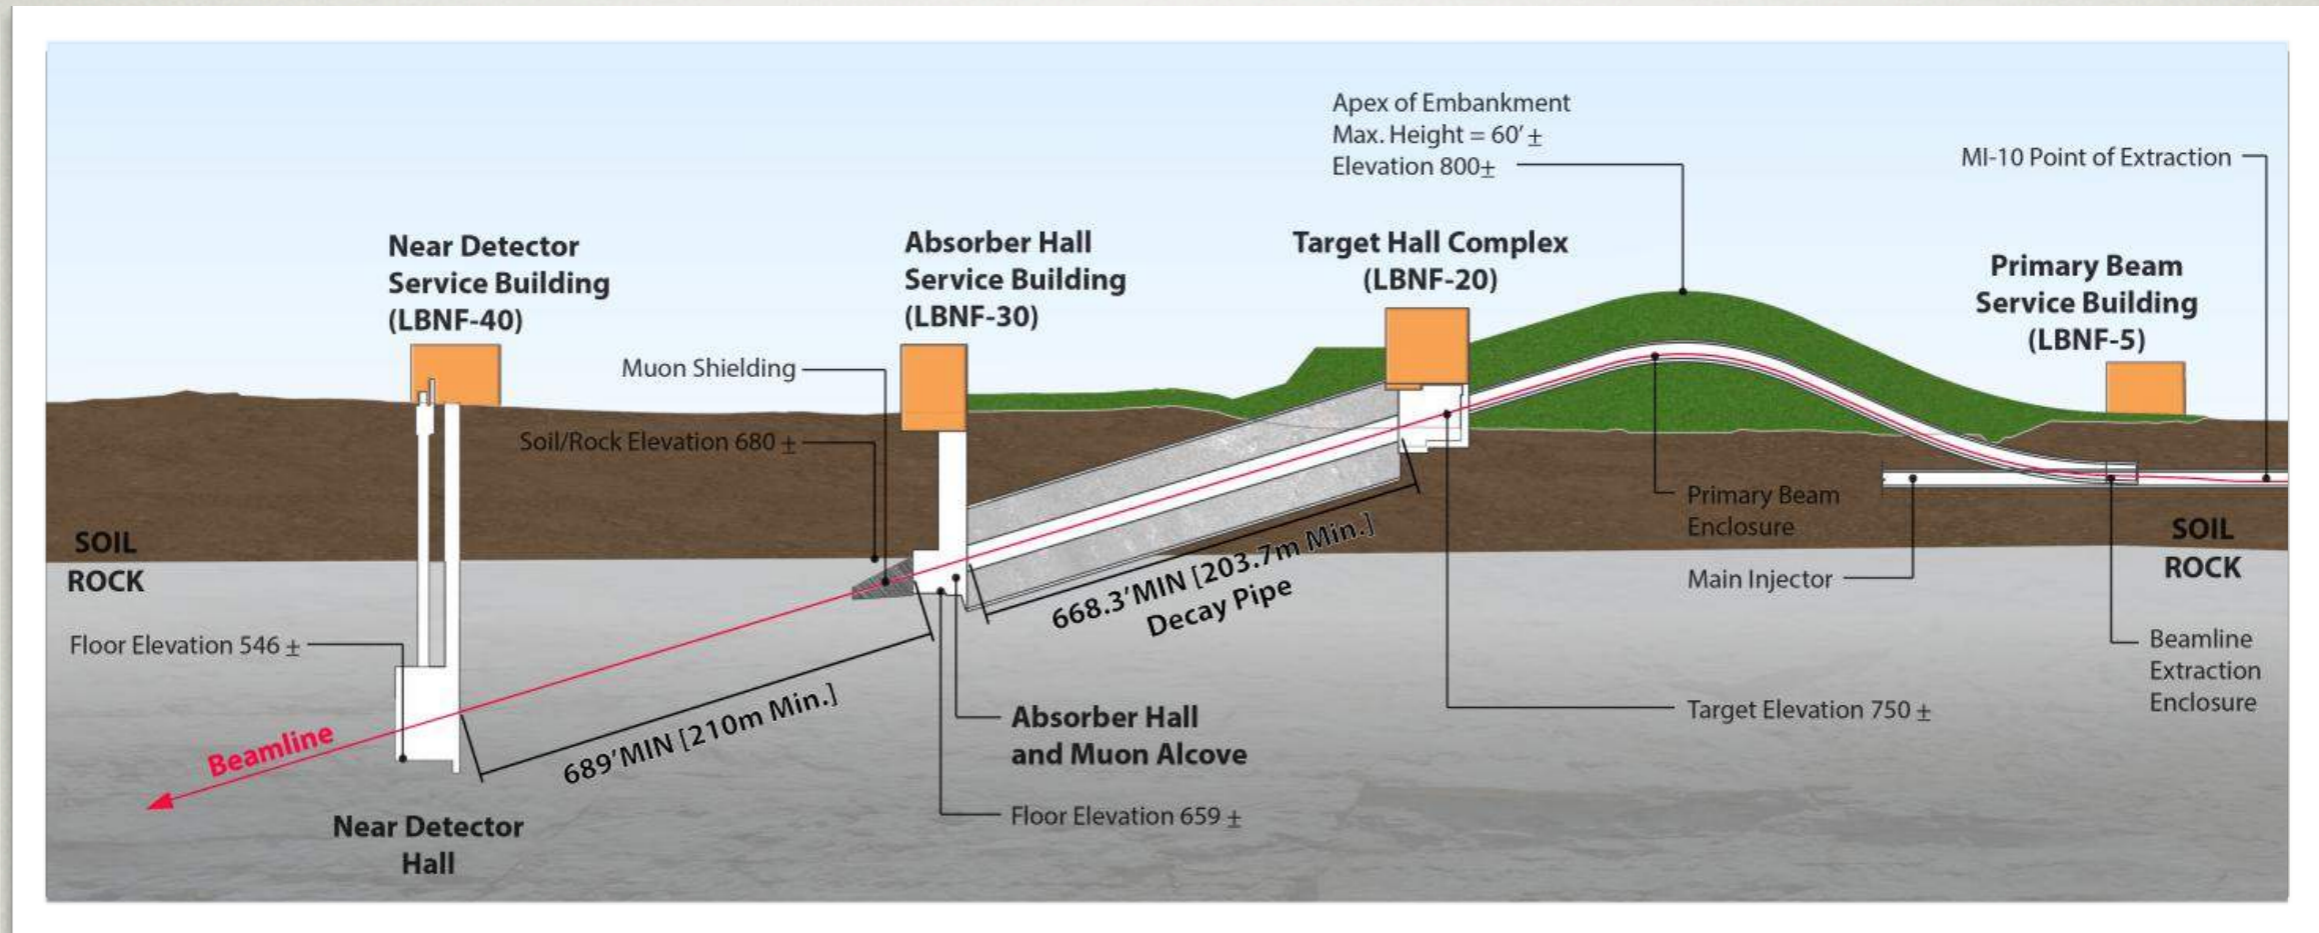 Apex of Embankment
Max. Height = 60' ±
Elevation 800±
MI-10 Point of Extraction
Near Detector
Service Building
(LBNF-40)
Absorber Hall
Service Building
(LBNF-30)
Target Hall Complex
(LBNF-20)
Primary Beam
Service Building
(LBNF-5)
Muon Shielding
Soil/Rock Elevation 680 ±
SOIL
ROCK
Primary Beam
Enclosure
SOIL
ROCK
668.3'MIN [203.7m Min.]
Decay Pipe
Main Injector
Floor Elevation 546 ±
Beamline
Extraction
Enclosure
689'MIN [210m Min.]
Absorber Hall
and Muon Alcove
Target Elevation 750 ±
Beamline
Floor Elevation 659 ±
Near Detector
Hall